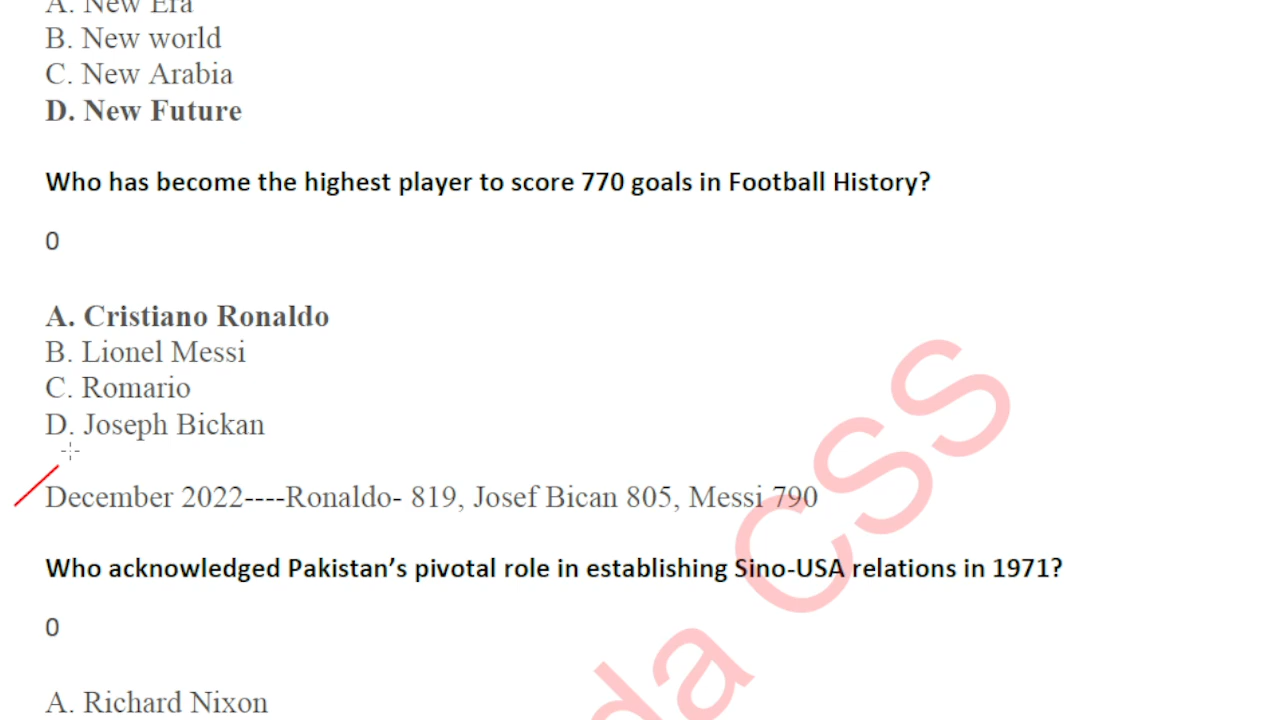 A. New Era
B. New world
C. New Arabia
D. New Future
Who has become the highest player to score 770 goals in Football History?
0
A. Cristiano Ronaldo
B. Lionel Messi
C. Romario
D. Joseph Bickan
December 2022----Ronaldo- 819, Josef Bican 805, Messi 790
Who acknowledged Pakistan’s pivotal role in establishing Sino-USA relations in 1971?
0
A. Richard Nixon
da CSS